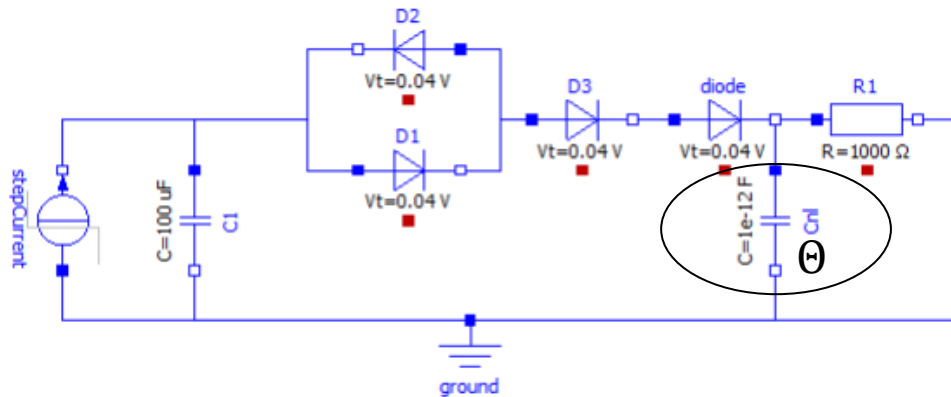 D2
Vt=0.04 V
D1
Vt=0.04 V
D3
Vt=0.04 V
diode
Vt=0.04 V
R1
R=1000 Ω
stepCurrent
C=100 uF
C1
C=1e-12 F
Cnl
Θ
ground